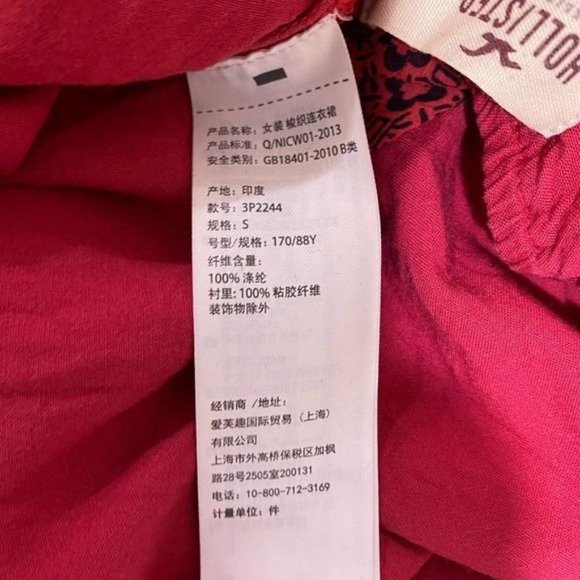 HOLLISTER
产品名称：女装 梭织连衣裙
产品标准：Q/NICW01-2013
安全类别：GB18401-2010 B类
产地：印度
款号：3P2244
规格：S
号型/规格：170/88Y
纤维含量：
100% 涤纶
衬里: 100% 粘胶纤维
装饰物除外
经销商 /地址：
爱芙趣国际贸易（上海）
有限公司
上海市外高桥保税区加枫
路28号2505室200131
电话：10-800-712-3169
计量单位：件